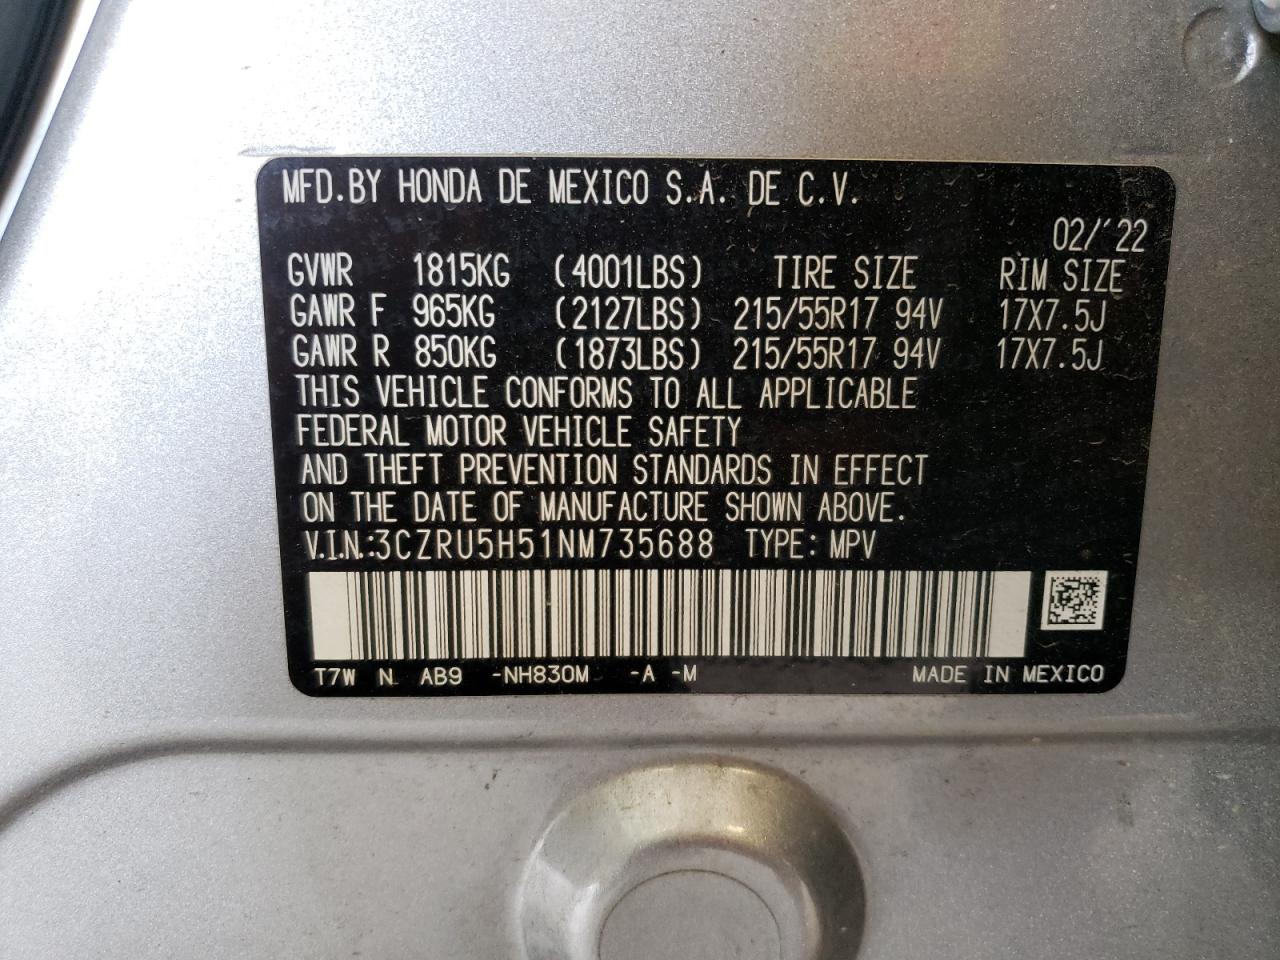 MFD.BY HONDA DE MEXICO S.A. DE C.V.
02/'22
GVWR 1815KG (4001LBS) TIRE SIZE RIM SIZE
GAWR F 965KG (2127LBS) 215/55R17 94V 17X7.5J
GAWR R 850KG (1873LBS) 215/55R17 94V 17X7.5J
THIS VEHICLE CONFORMS TO ALL APPLICABLE
FEDERAL MOTOR VEHICLE SAFETY
AND THEFT PREVENTION STANDARDS IN EFFECT
ON THE DATE OF MANUFACTURE SHOWN ABOVE.
V.I.N.:3CZRU5H51NM735688 TYPE: MPV
T7W N AB9 -NH830M -A -M MADE IN MEXICO